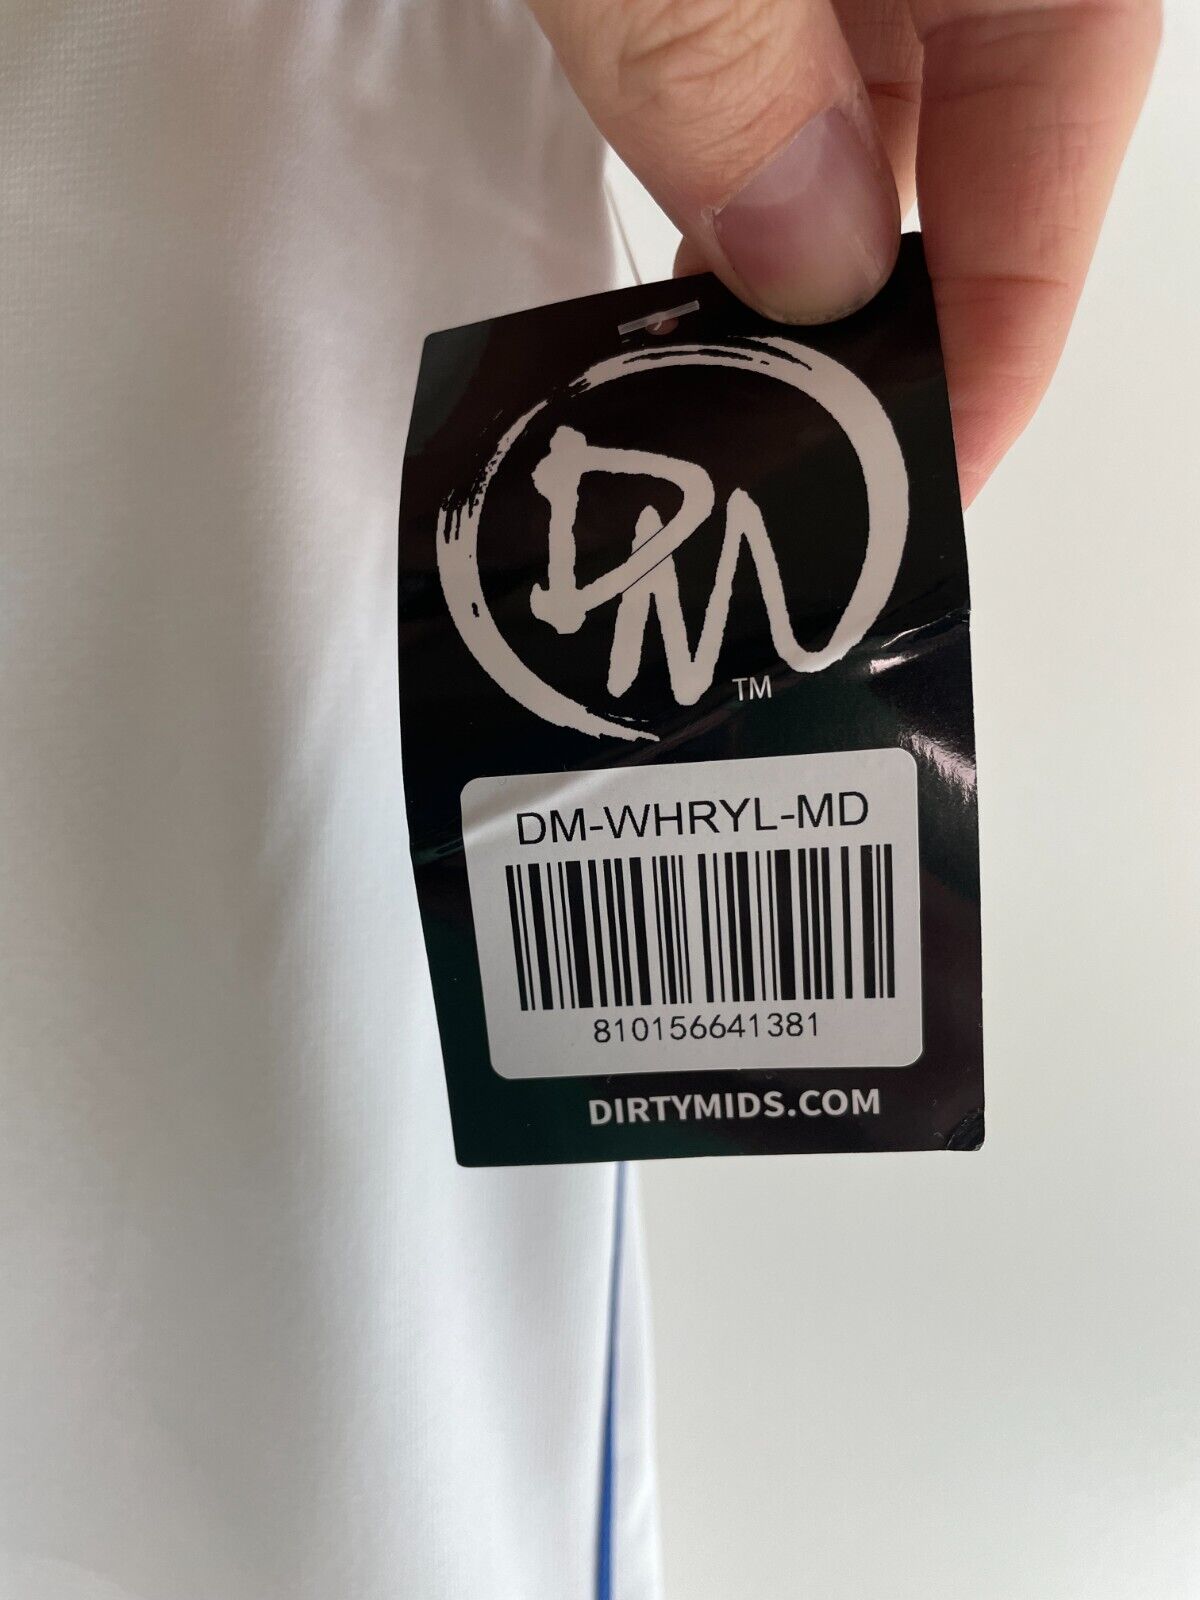 DM
TM
DM-WHRYL-MD
810156641381
DIRTYMIDS.COM